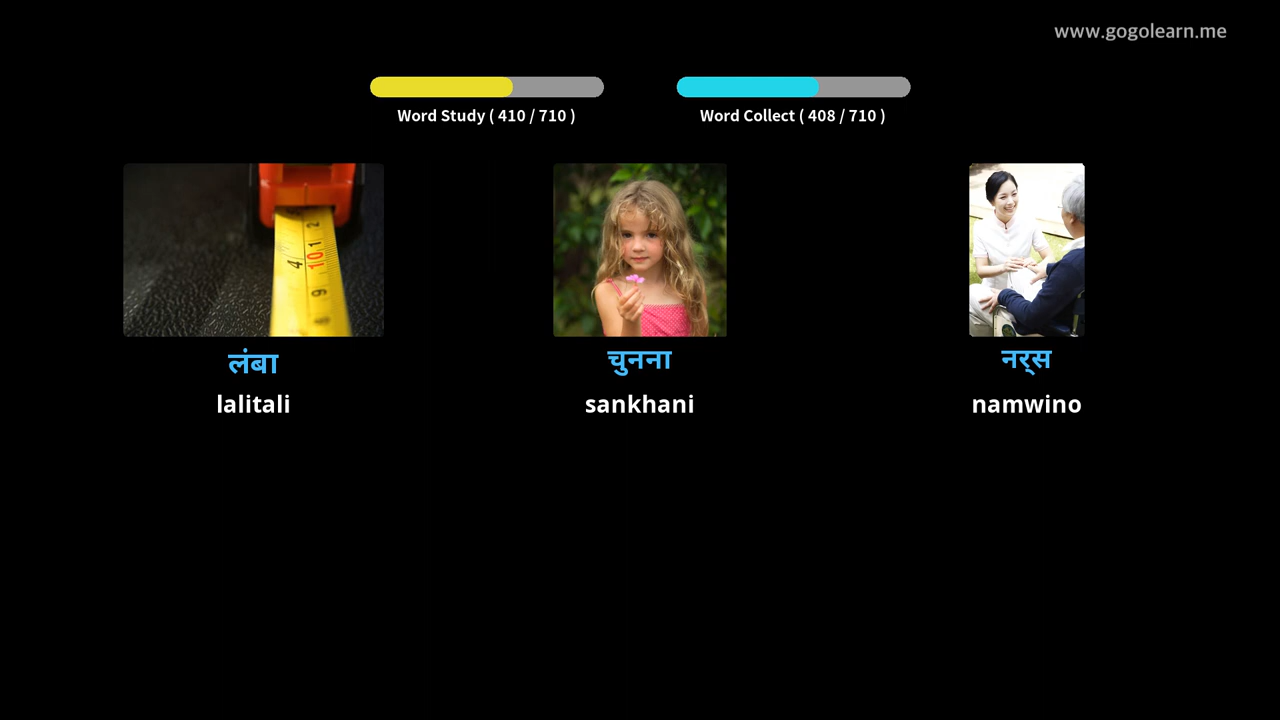 www.gogolearn.me
Word Study ( 410 / 710 )
Word Collect ( 408 / 710 )
लंबा
चुनना
नर्स
lalitali
sankhani
namwino